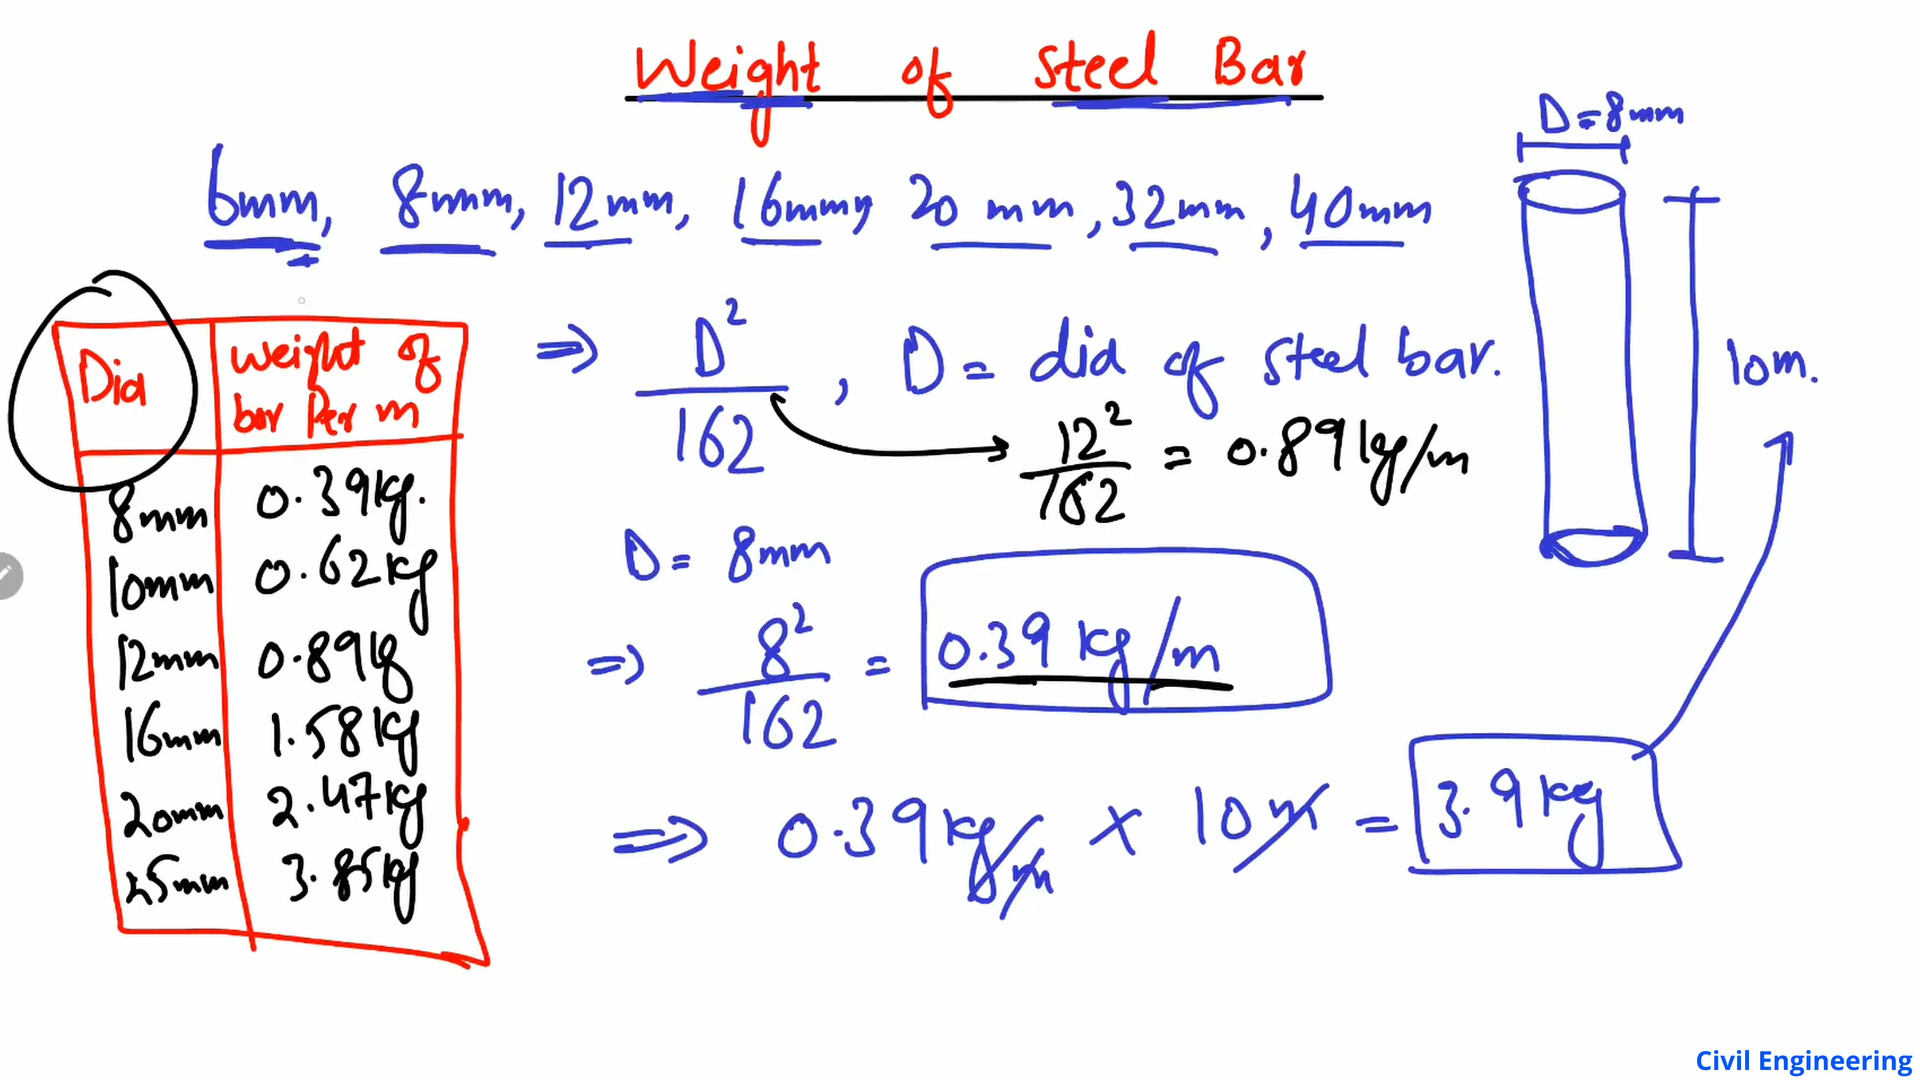 Weight of Steel Bar
D = 8mm
6mm, 8mm, 12mm, 16mm, 20 mm, 32mm, 40mm
Dia weight of bar Per m
8mm 0.39kg.
10mm 0.62kg
12mm 0.89kg
16mm 1.58kg
20mm 2.47kg
25mm 3.85kg
⇒ D²/162 , D = dia of steel bar.
12²/162 = 0.89kg/m
10m.
D = 8mm
⇒ 8²/162 = 0.39 kg/m
⇒ 0.39kg/m × 10m = 3.9kg
Civil Engineering